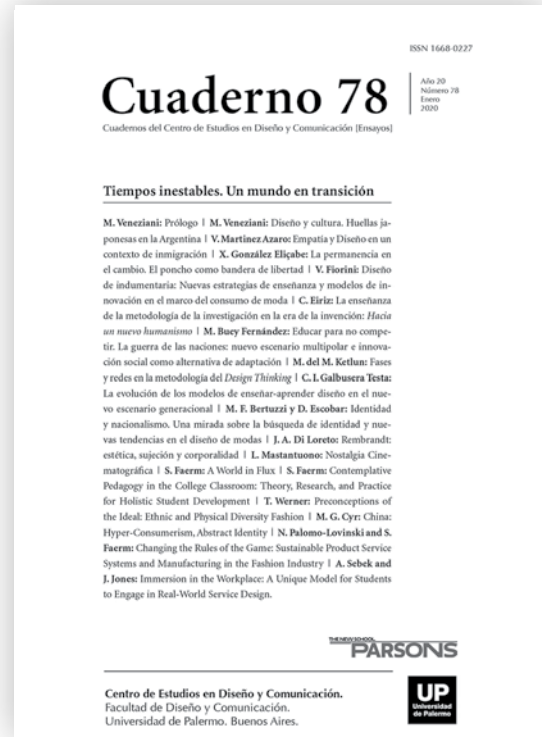 ISSN 1668-0227
Cuaderno 78
Cuadernos del Centro de Estudios en Diseño y Comunicación [Ensayos]
Año 20
Número 78
Enero
2020
Tiempos inestables. Un mundo en transición
M. Veneziani: Prólogo | M. Veneziani: Diseño y cultura. Huellas ja-
ponesas en la Argentina | V. Martinez Azaro: Empatía y Diseño en un
contexto de inmigración | X. González Eliçabe: La permanencia en
el cambio. El poncho como bandera de libertad | V. Fiorini: Diseño
de indumentaria: Nuevas estrategias de enseñanza y modelos de in-
novación en el marco del consumo de moda | C. Eiriz: La enseñanza
de la metodología de la investigación en la era de la invención: Hacia
un nuevo humanismo | M. Buey Fernández: Educar para no compe-
tir. La guerra de las naciones: nuevo escenario multipolar e innova-
ción social como alternativa de adaptación | M. del M. Ketlun: Fases
y redes en la metodología del Design Thinking | C. I. Galbusera Testa:
La evolución de los modelos de enseñar-aprender diseño en el nue-
vo escenario generacional | M. F. Bertuzzi y D. Escobar: Identidad
y nacionalismo. Una mirada sobre la búsqueda de identidad y nue-
vas tendencias en el diseño de modas | J. A. Di Loreto: Rembrandt:
estética, sujeción y corporalidad | L. Mastantuono: Nostalgia Cine-
matográfica | S. Faerm: A World in Flux | S. Faerm: Contemplative
Pedagogy in the College Classroom: Theory, Research, and Practice
for Holistic Student Development | T. Werner: Preconceptions of
the Ideal: Ethnic and Physical Diversity Fashion | M. G. Cyr: China:
Hyper-Consumerism, Abstract Identity | N. Palomo-Lovinski and S.
Faerm: Changing the Rules of the Game: Sustainable Product Service
Systems and Manufacturing in the Fashion Industry | A. Sebek and
J. Jones: Immersion in the Workplace: A Unique Model for Students
to Engage in Real-World Service Design.
THE NEW SCHOOL
PARSONS
Centro de Estudios en Diseño y Comunicación.
Facultad de Diseño y Comunicación.
Universidad de Palermo. Buenos Aires.
UP
Universidad
de Palermo